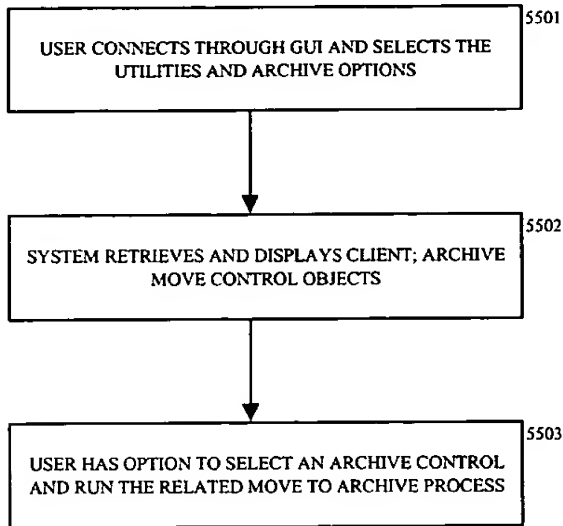 5501
USER CONNECTS THROUGH GUI AND SELECTS THE
UTILITIES AND ARCHIVE OPTIONS
5502
SYSTEM RETRIEVES AND DISPLAYS CLIENT; ARCHIVE
MOVE CONTROL OBJECTS
5503
USER HAS OPTION TO SELECT AN ARCHIVE CONTROL
AND RUN THE RELATED MOVE TO ARCHIVE PROCESS